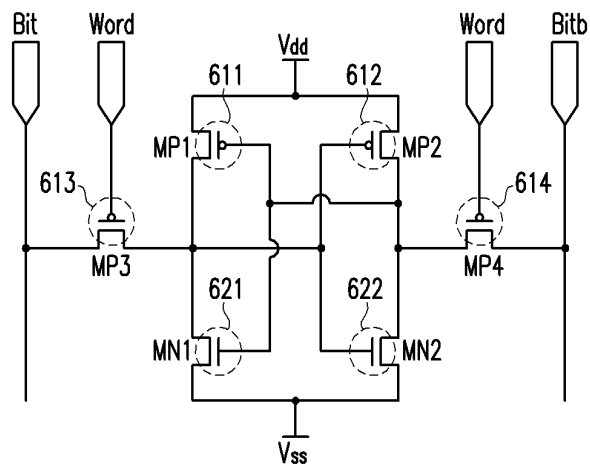 Bit
Word
Word
Bitb
Vdd
611
612
MP1
MP2
613
614
MP3
MP4
621
622
MN1
MN2
Vss